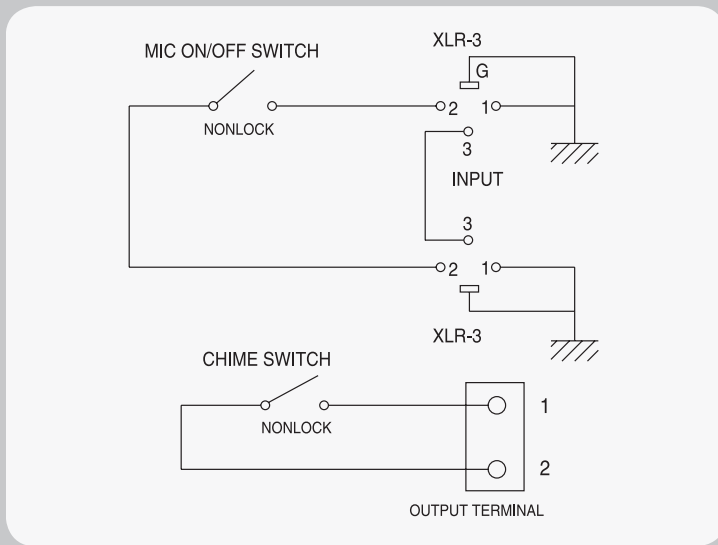 XLR-3
MIC ON/OFF SWITCH
G
2 1
NONLOCK
3
INPUT
3
2 1
XLR-3
CHIME SWITCH
1
NONLOCK
2
OUTPUT TERMINAL